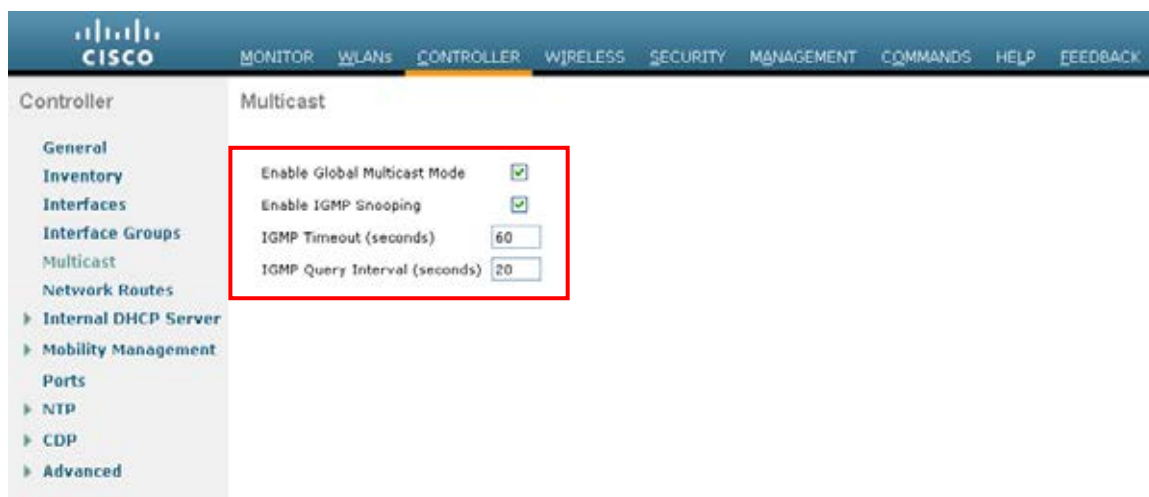 CISCO
MONITOR WLANs CONTROLLER WIRELESS SECURITY MANAGEMENT COMMANDS HELP FEEDBACK
Controller
General
Inventory
Interfaces
Interface Groups
Multicast
Network Routes
Internal DHCP Server
Mobility Management
Ports
NTP
CDP
Advanced
Multicast
Enable Global Multicast Mode
Enable IGMP Snooping
IGMP Timeout (seconds) 60
IGMP Query Interval (seconds) 20